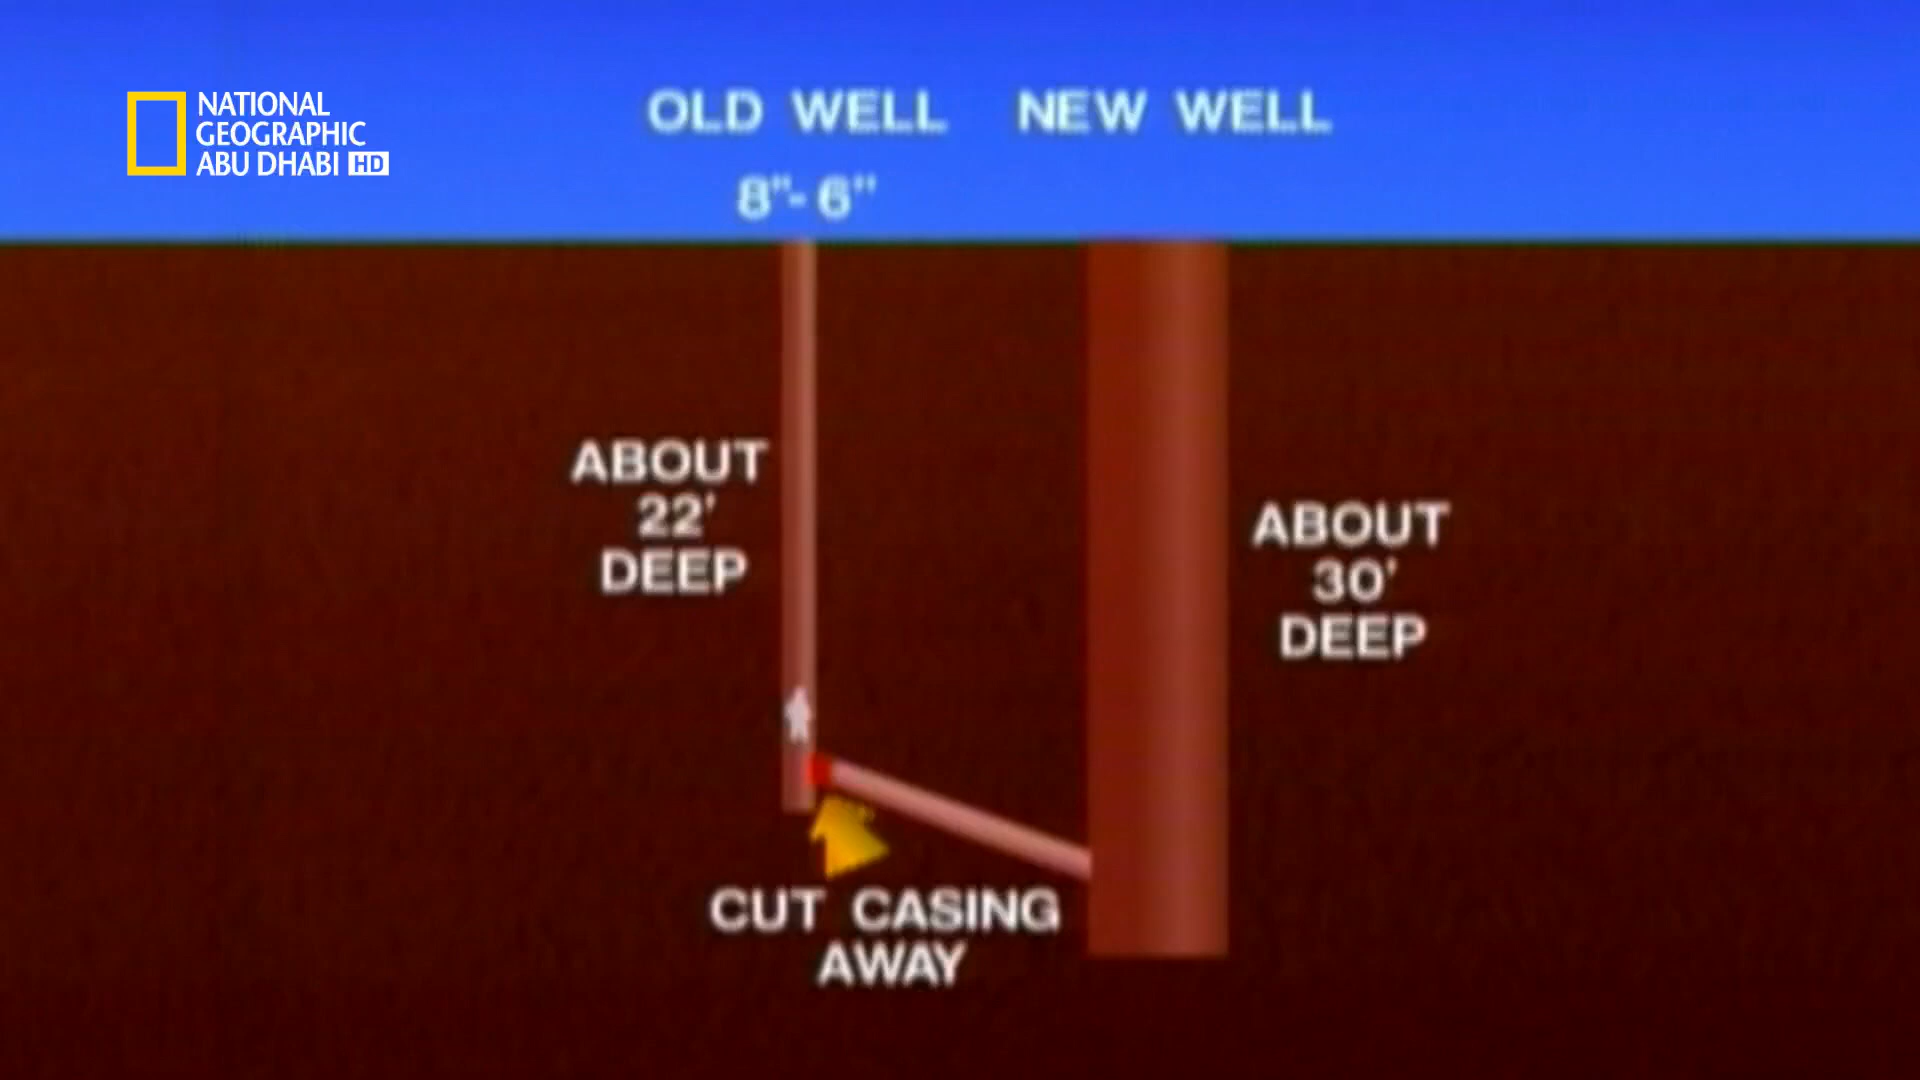 NATIONAL
GEOGRAPHIC
ABU DHABI HD
OLD WELL
NEW WELL
8"- 6"
ABOUT
22'
DEEP
ABOUT
30'
DEEP
CUT CASING
AWAY